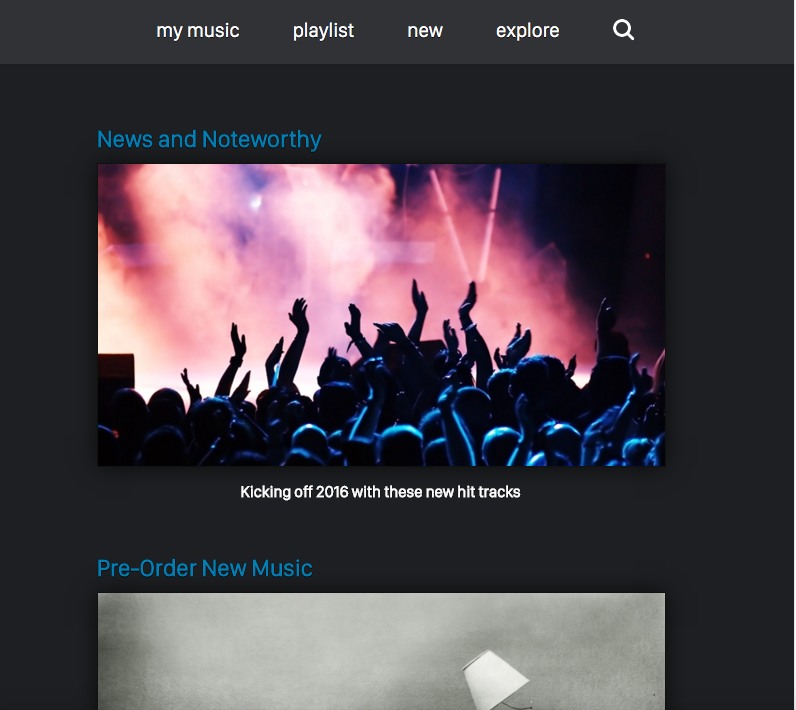 my music playlist new explore
News and Noteworthy
Kicking off 2016 with these new hit tracks
Pre-Order New Music